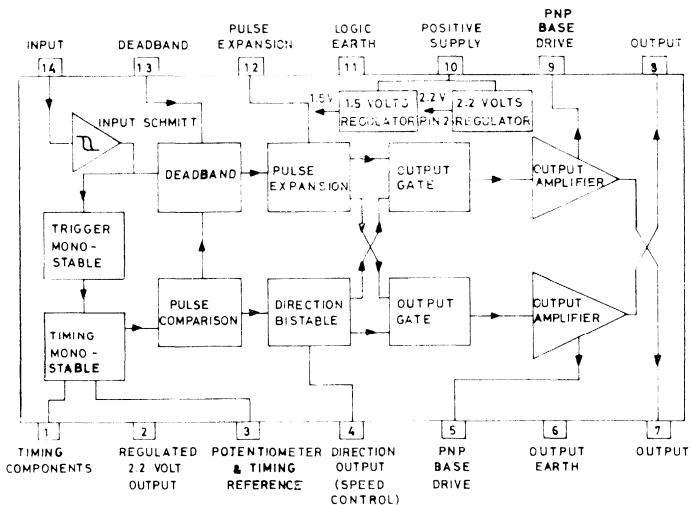 INPUT
DEADBAND
PULSE
EXPANSION
LOGIC
EARTH
POSITIVE
SUPPLY
PNP
BASE
DRIVE
OUTPUT
14
13
12
11
10
9
8
1.5V
1.5 VOLTS
REGULATOR
2.2V
PIN 2
2.2 VOLTS
REGULATOR
INPUT SCHMITT
DEADBAND
PULSE
EXPANSION
OUTPUT
GATE
OUTPUT
AMPLIFIER
TRIGGER
MONO-
STABLE
PULSE
COMPARISON
DIRECTION
BISTABLE
OUTPUT
GATE
OUTPUT
AMPLIFIER
TIMING
MONO-
STABLE
1
2
3
4
5
6
7
TIMING
COMPONENTS
REGULATED
2.2 VOLT
OUTPUT
POTENTIOMETER
& TIMING
REFERENCE
DIRECTION
OUTPUT
(SPEED
CONTROL)
PNP
BASE
DRIVE
OUTPUT
EARTH
OUTPUT